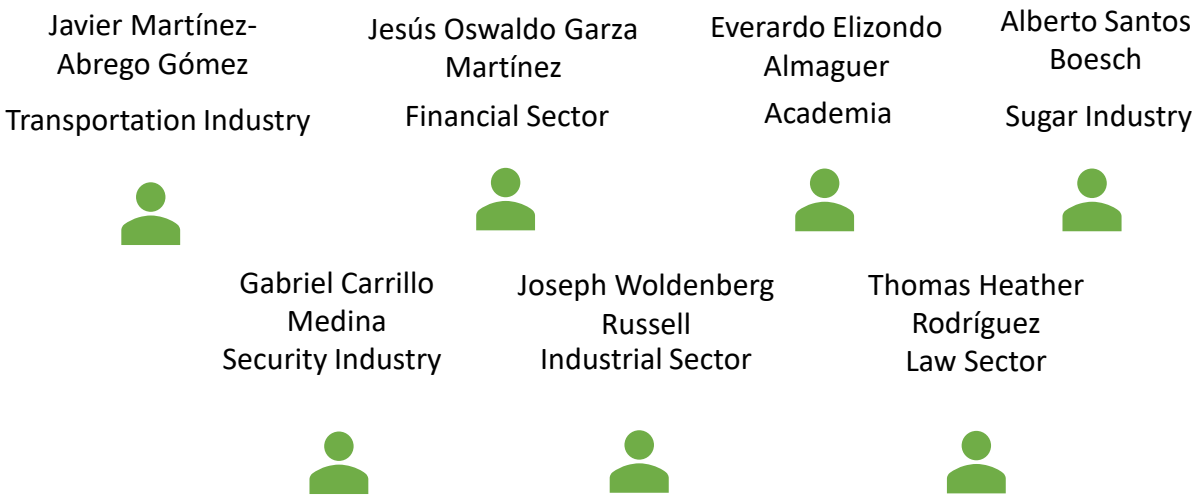 Javier Martínez-
Abrego Gómez
Transportation Industry
Jesús Oswaldo Garza
Martínez
Financial Sector
Everardo Elizondo
Almaguer
Academia
Alberto Santos
Boesch
Sugar Industry
Gabriel Carrillo
Medina
Security Industry
Joseph Woldenberg
Russell
Industrial Sector
Thomas Heather
Rodríguez
Law Sector